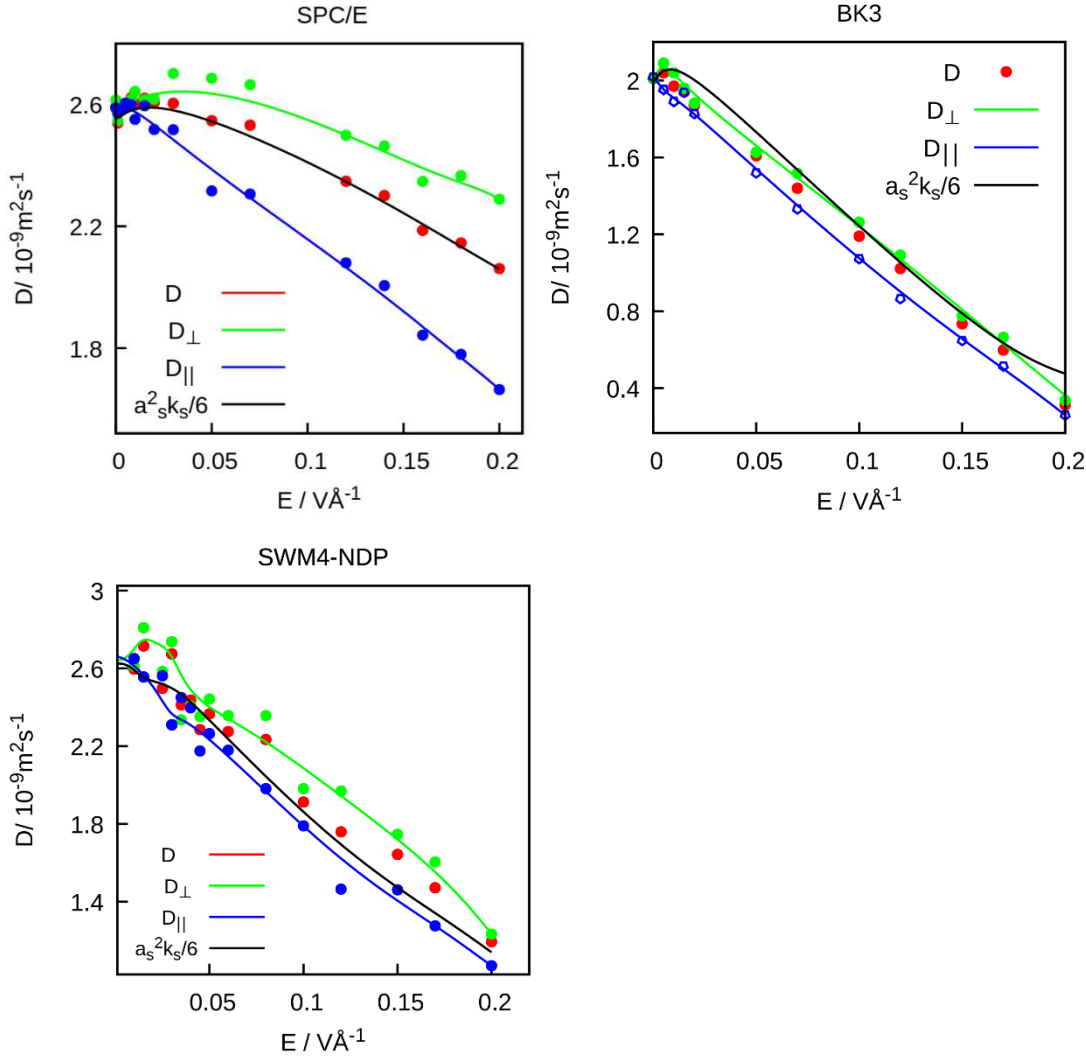 SPC/E
D/ 10⁻⁹m²s⁻¹
2.6
2.2
1.8
D
D⊥
D||
a²ₛkₛ/6
0 0.05 0.1 0.15 0.2
E / VÅ⁻¹
BK3
D/ 10⁻⁹m²s⁻¹
2
1.6
1.2
0.8
0.4
D
D⊥
D||
aₛ²kₛ/6
0 0.05 0.1 0.15 0.2
E / VÅ⁻¹
SWM4-NDP
D/ 10⁻⁹m²s⁻¹
3
2.6
2.2
1.8
1.4
D
D⊥
D||
aₛ²kₛ/6
0.05 0.1 0.15 0.2
E / VÅ⁻¹